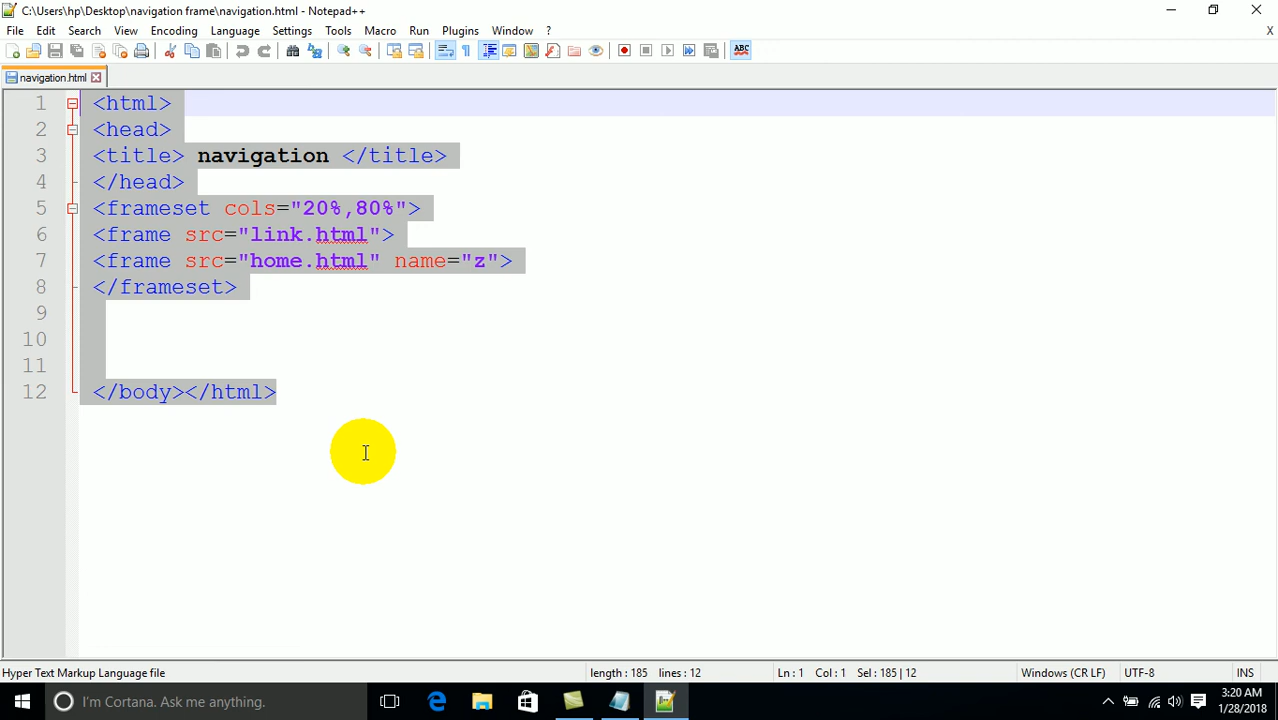 C:\Users\hp\Desktop\navigation frame\navigation.html - Notepad++
File Edit Search View Encoding Language Settings Tools Macro Run Plugins Window ? X
ABC
navigation.html
1 <html>
2 <head>
3 <title> navigation </title>
4 </head>
5 <frameset cols="20%,80%">
6 <frame src="link.html">
7 <frame src="home.html" name="z">
8 </frameset>
9
10
11
12 </body></html>
Hyper Text Markup Language file length : 185 lines : 12 Ln : 1 Col : 1 Sel : 185 | 12 Windows (CR LF) UTF-8 INS
I'm Cortana. Ask me anything.
3:20 AM
1/28/2018